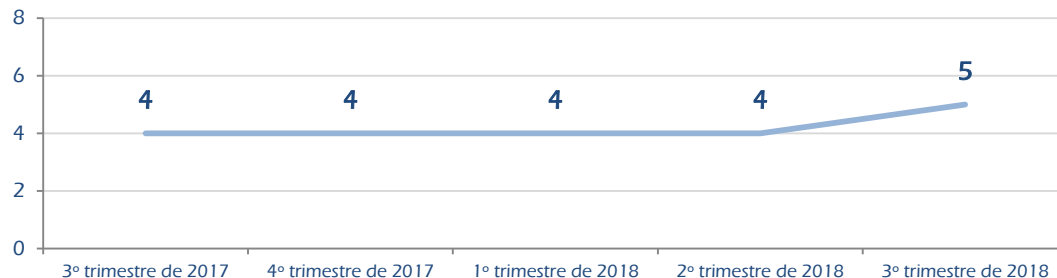 8
6
4
2
0
4
4
4
4
5
3º trimestre de 2017
4º trimestre de 2017
1º trimestre de 2018
2º trimestre de 2018
3º trimestre de 2018